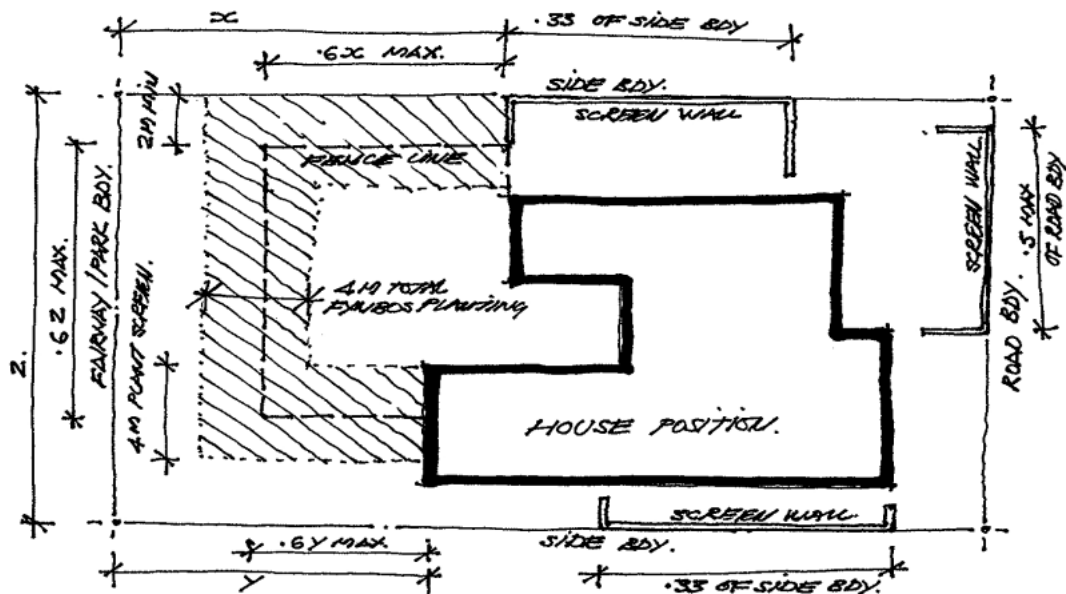 x
.33 OF SIDE BDY
.6x MAX.
SIDE BDY.
SCREEN WALL
2M MIN
FENCE LINE
FAIRWAY/PARK BDY.
.6Z MAX.
Z.
4M PLANT SCREEN.
4M TOTAL
FYNBOS PLANTING
SCREEN WALL.
.5 MAX
OF ROAD BDY
ROAD BDY.
HOUSE POSITION.
SCREEN WALL
SIDE BDY.
.6Y MAX.
Y
.33 OF SIDE BDY.